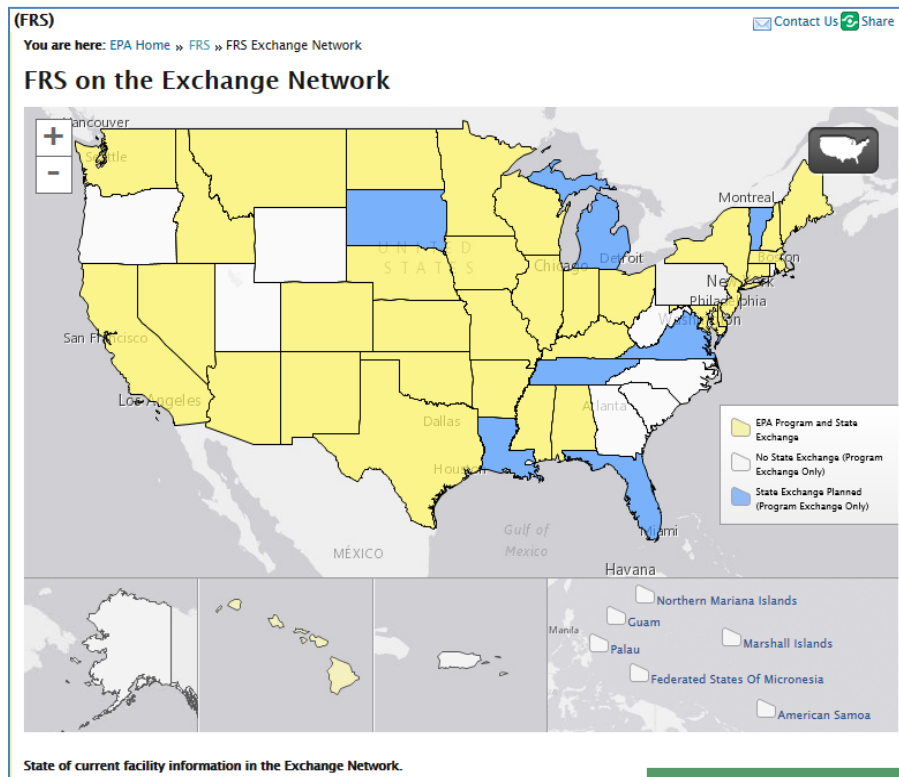 (FRS)
Contact Us Share
You are here: EPA Home » FRS » FRS Exchange Network
FRS on the Exchange Network
Vancouver
+
Seattle
-
Montreal
UNITED
STATES
Chicago
Detroit
Boston
New York
Philadelphia
Washington
San Francisco
Los Angeles
Atlanta
Dallas
Houston
EPA Program and State
Exchange
No State Exchange (Program
Exchange Only)
State Exchange Planned
(Program Exchange Only)
Gulf of
Mexico
Miami
MÉXICO
Havana
Northern Mariana Islands
Guam
Manila
Marshall Islands
Palau
Federated States Of Micronesia
American Samoa
State of current facility information in the Exchange Network.